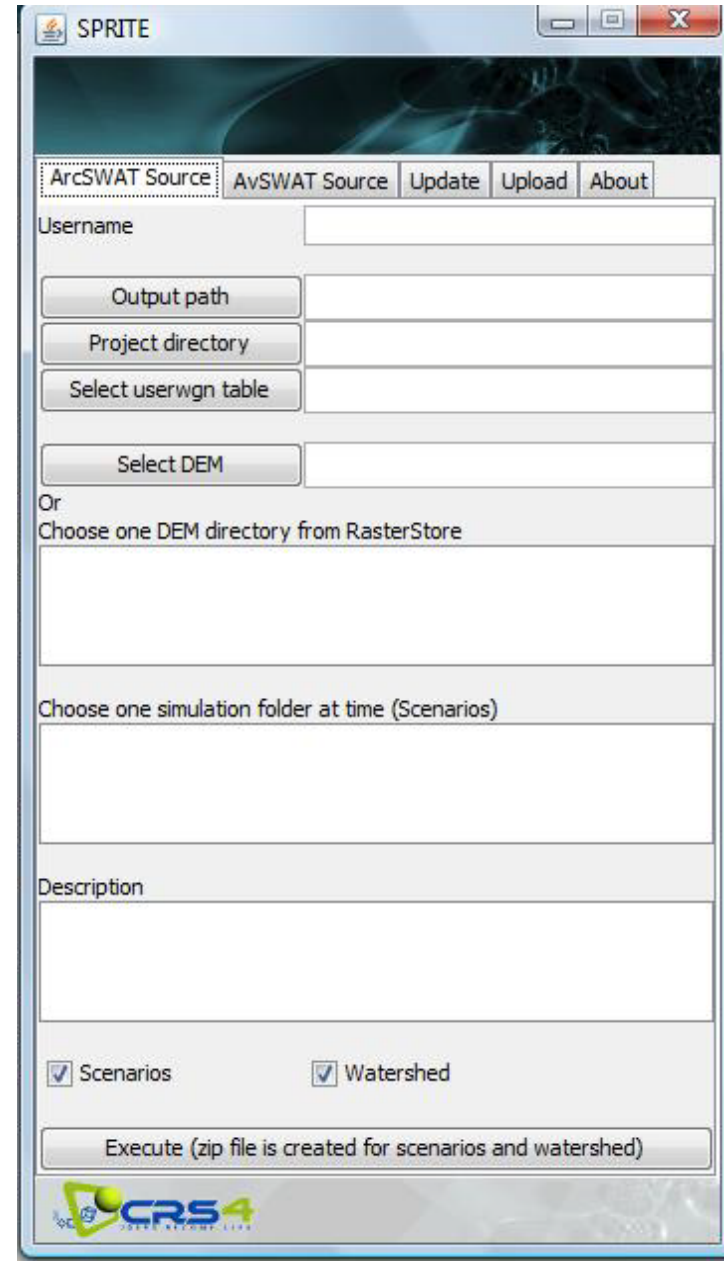 SPRITE
ArcSWAT Source AvSWAT Source Update Upload About
Username
Output path
Project directory
Select userwgn table
Select DEM
Or
Choose one DEM directory from RasterStore
Choose one simulation folder at time (Scenarios)
Description
Scenarios Watershed
Execute (zip file is created for scenarios and watershed)
CRS4